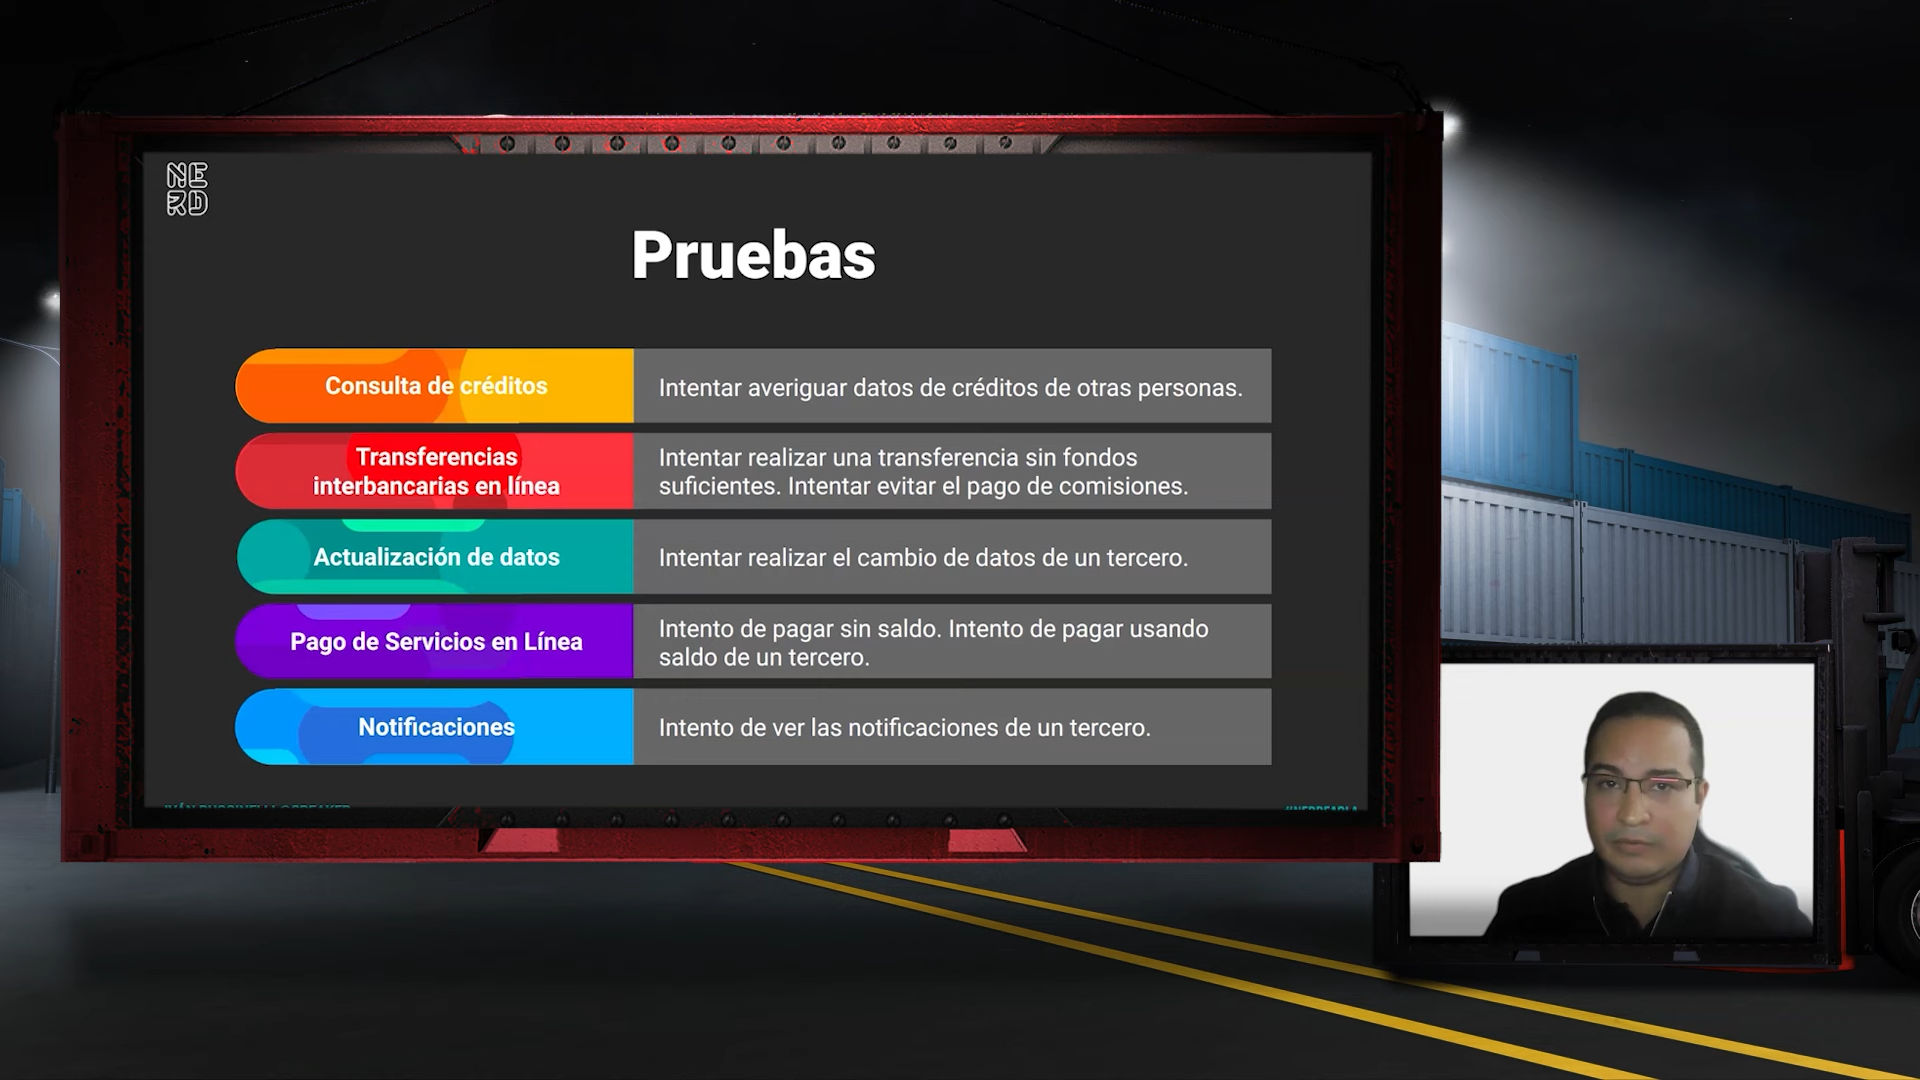 NE
RD
Pruebas
Consulta de créditos
Intentar averiguar datos de créditos de otras personas.
Transferencias
interbancarias en línea
Intentar realizar una transferencia sin fondos
suficientes. Intentar evitar el pago de comisiones.
Actualización de datos
Intentar realizar el cambio de datos de un tercero.
Pago de Servicios en Línea
Intento de pagar sin saldo. Intento de pagar usando
saldo de un tercero.
Notificaciones
Intento de ver las notificaciones de un tercero.